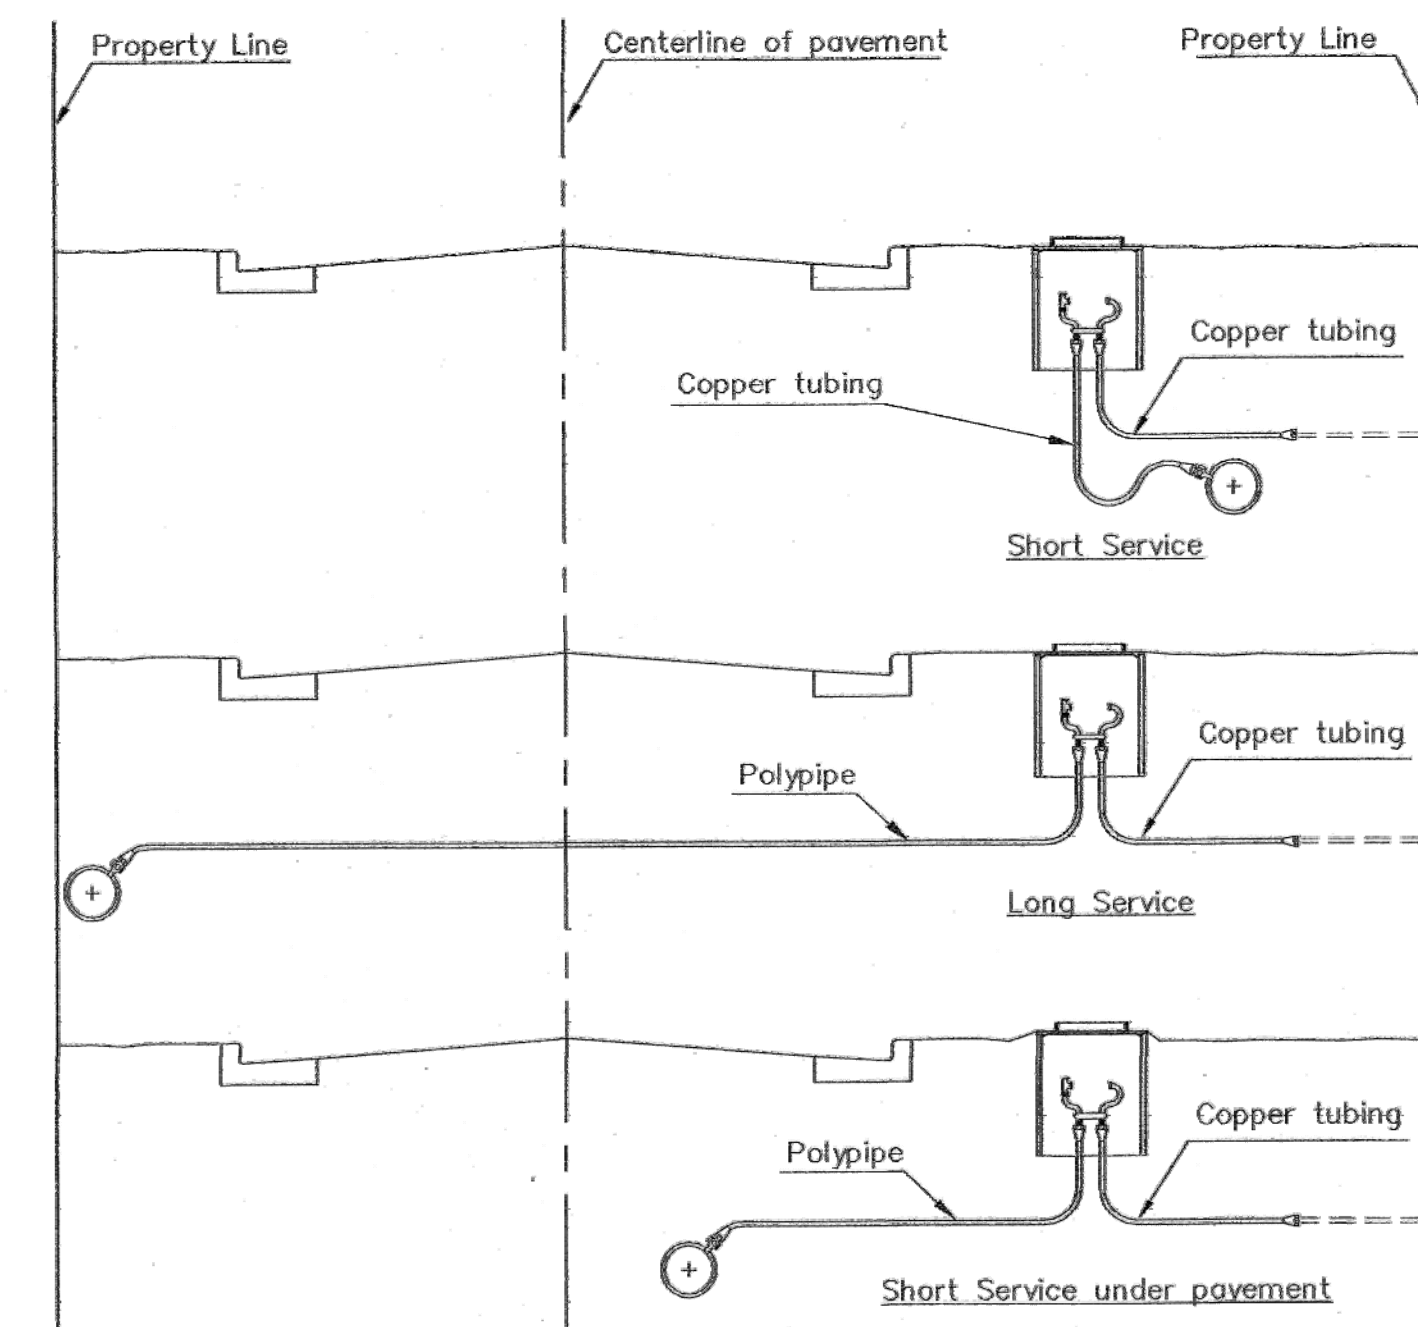 Property Line
Centerline of pavement
Property Line
Copper tubing
Copper tubing
Short Service
Copper tubing
Polypipe
Long Service
Copper tubing
Polypipe
Short Service under pavement